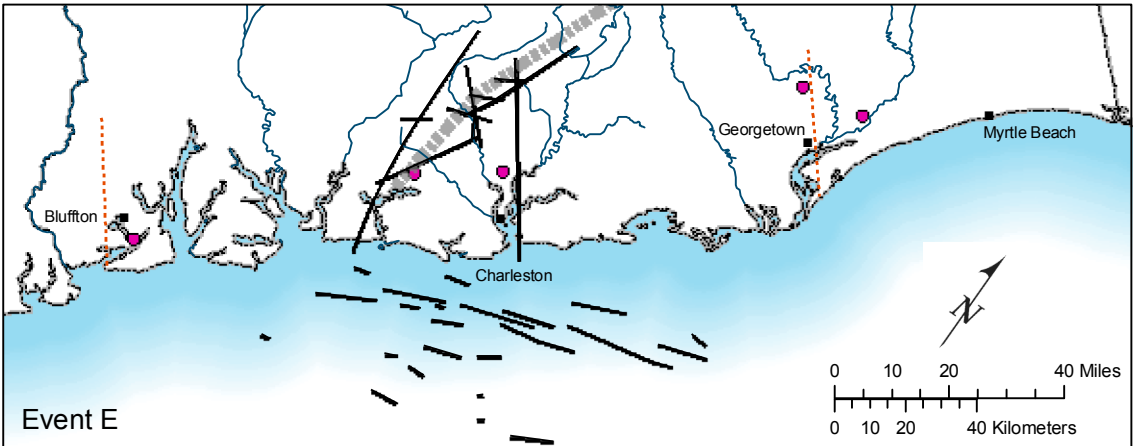 Georgetown
Myrtle Beach
Bluffton
Charleston
N
0 10 20 40 Miles
0 10 20 40 Kilometers
Event E